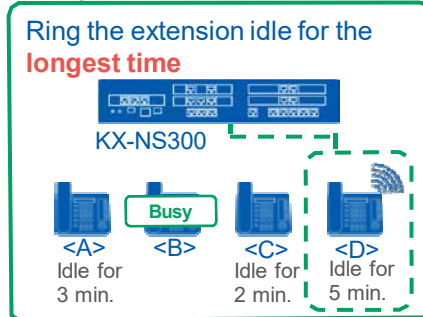 Ring the extension idle for the
longest time
KX-NS300
Busy
<A> <B> <C> <D>
Idle for Idle for Idle for
3 min. 2 min. 5 min.